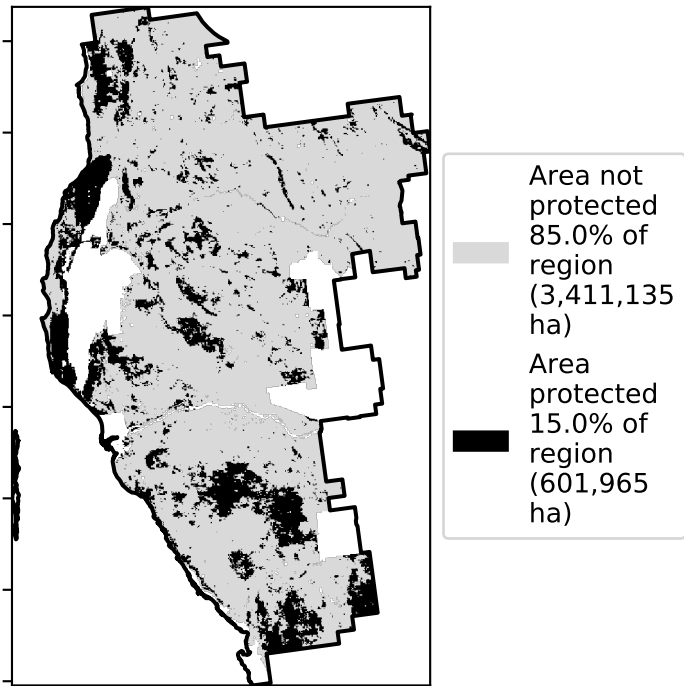 Area not
protected
85.0% of
region
(3,411,135
ha)
Area
protected
15.0% of
region
(601,965
ha)